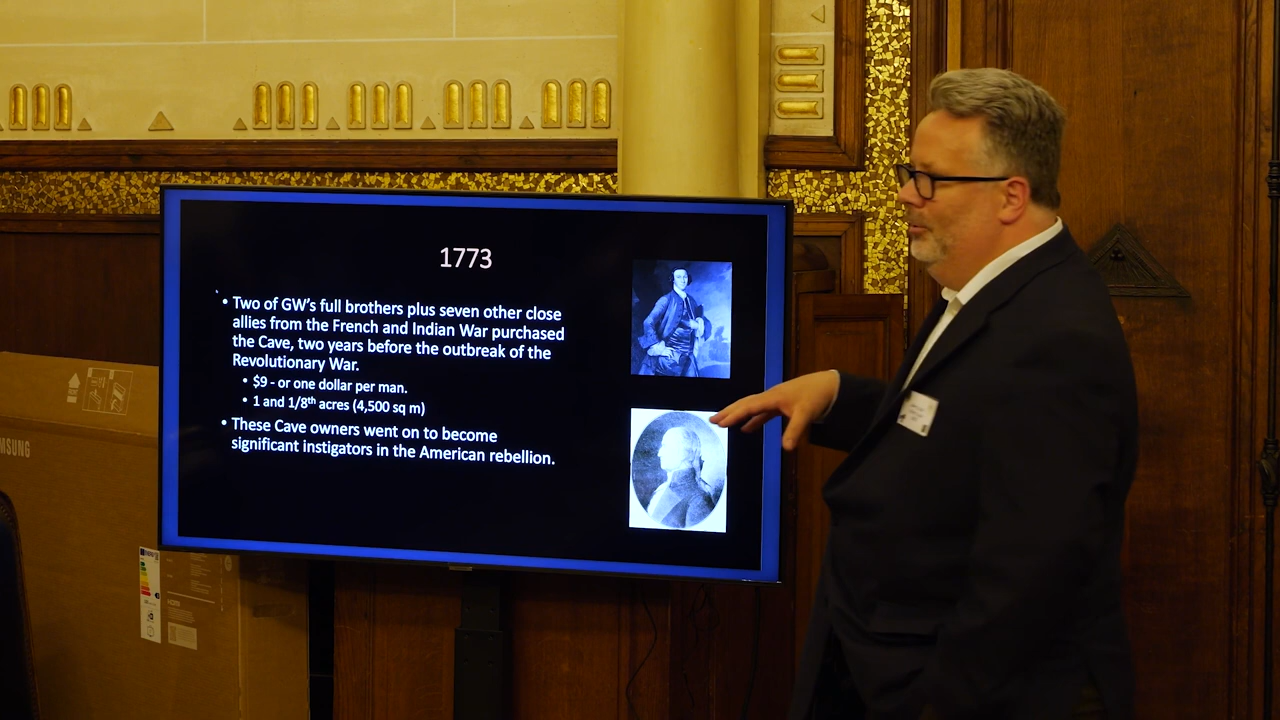 1773
• Two of GW's full brothers plus seven other close
allies from the French and Indian War purchased
the Cave, two years before the outbreak of the
Revolutionary War.
• $9 - or one dollar per man.
• 1 and 1/8th acres (4,500 sq m)
• These Cave owners went on to become
significant instigators in the American rebellion.
MSUNG